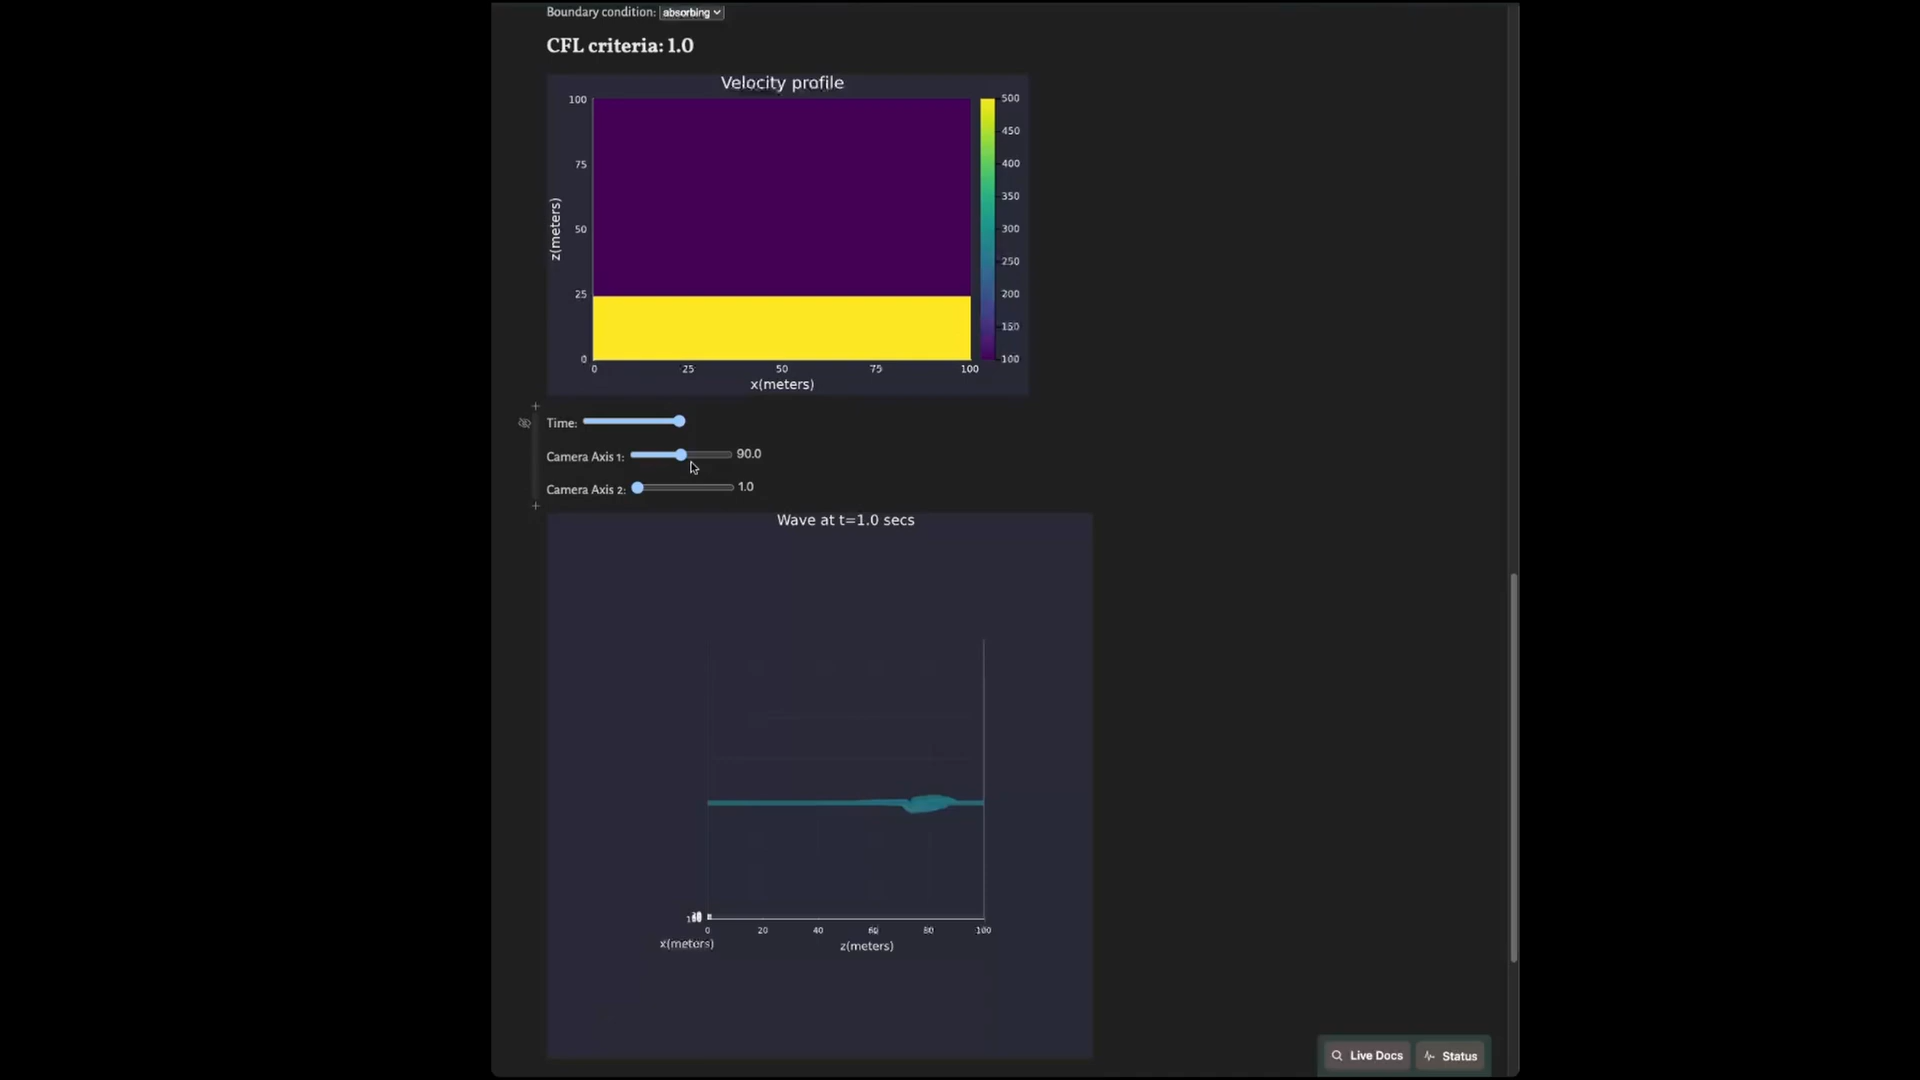 Boundary condition: absorbing
CFL criteria: 1.0
Velocity profile
100
75
50
25
0
z(meters)
0 25 50 75 100
x(meters)
500
450
400
350
300
250
200
150
100
Time:
Camera Axis 1: 90.0
Camera Axis 2: 1.0
Wave at t=1.0 secs
0 20 40 60 80 100
x(meters) z(meters)
Live Docs Status